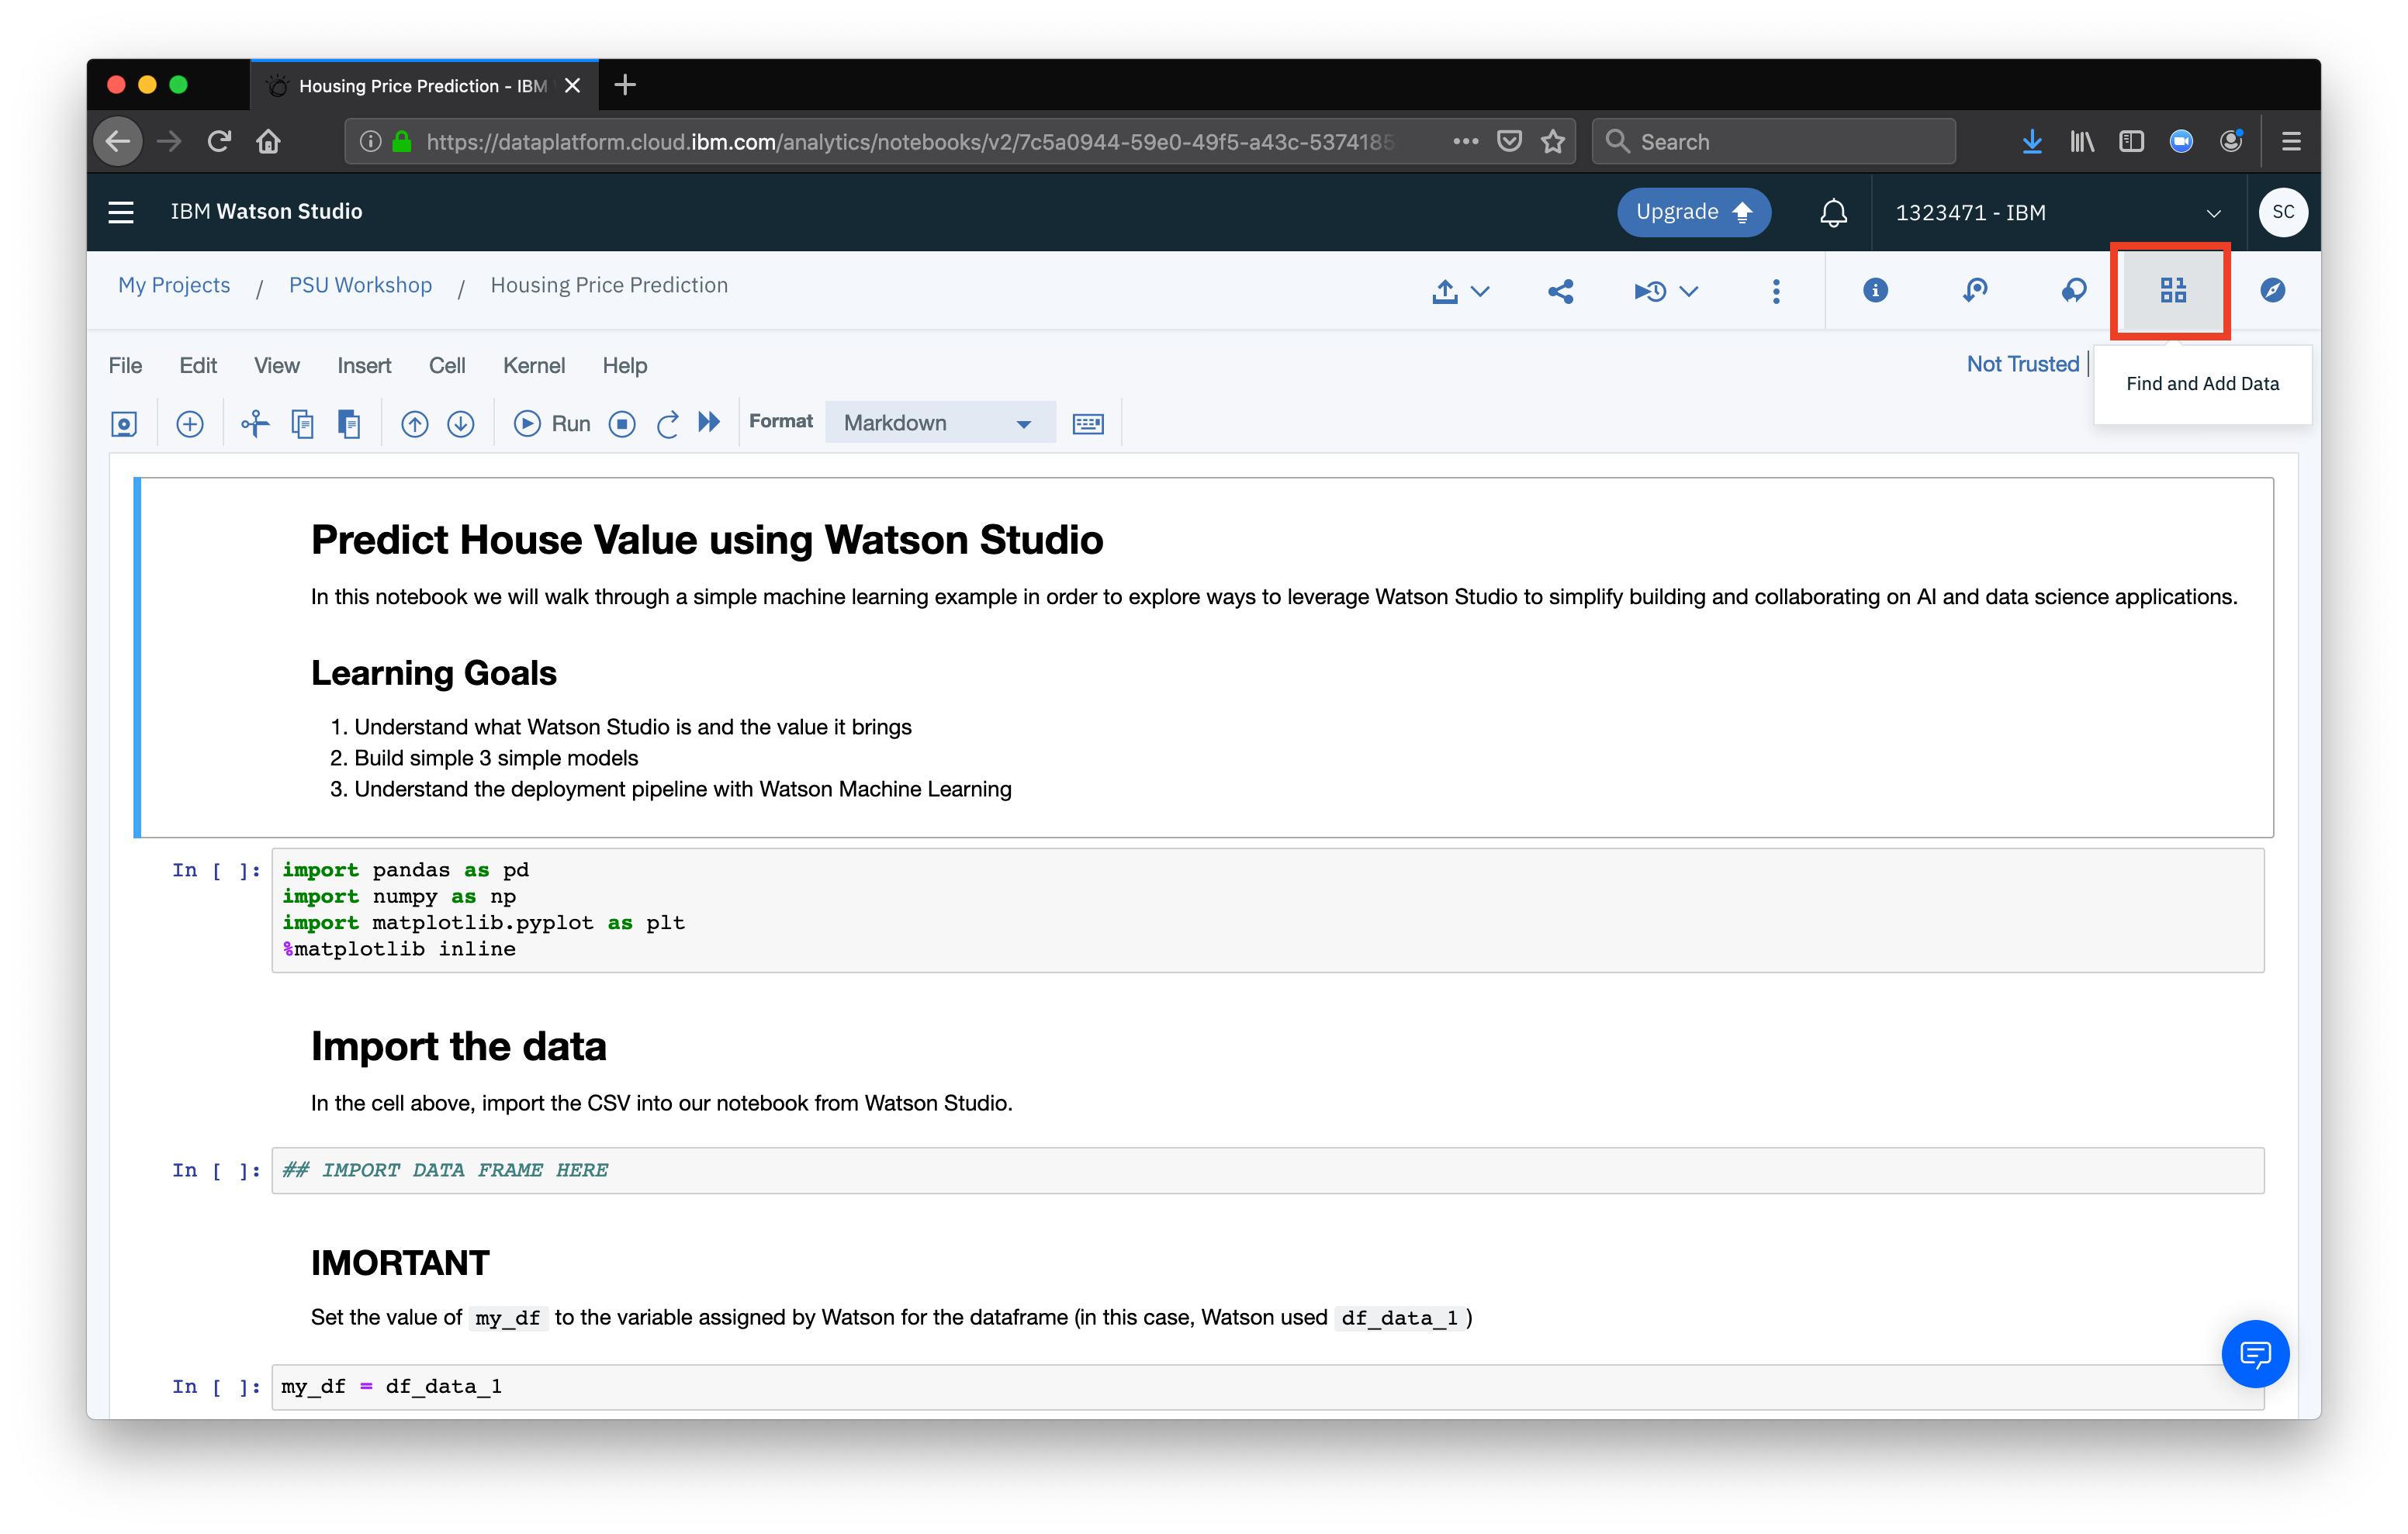 Housing Price Prediction - IBM
https://dataplatform.cloud.ibm.com/analytics/notebooks/v2/7c5a0944-59e0-49f5-a43c-5374185
Search
IBM Watson Studio
Upgrade
1323471 - IBM
SC
My Projects / PSU Workshop / Housing Price Prediction
File Edit View Insert Cell Kernel Help
Not Trusted |
Find and Add Data
Run
Format
Markdown
Predict House Value using Watson Studio
In this notebook we will walk through a simple machine learning example in order to explore ways to leverage Watson Studio to simplify building and collaborating on AI and data science applications.
Learning Goals
1. Understand what Watson Studio is and the value it brings
2. Build simple 3 simple models
3. Understand the deployment pipeline with Watson Machine Learning
In [ ]: import pandas as pd
import numpy as np
import matplotlib.pyplot as plt
%matplotlib inline
Import the data
In the cell above, import the CSV into our notebook from Watson Studio.
In [ ]: ## IMPORT DATA FRAME HERE
IMORTANT
Set the value of my_df to the variable assigned by Watson for the dataframe (in this case, Watson used df_data_1 )
In [ ]: my_df = df_data_1